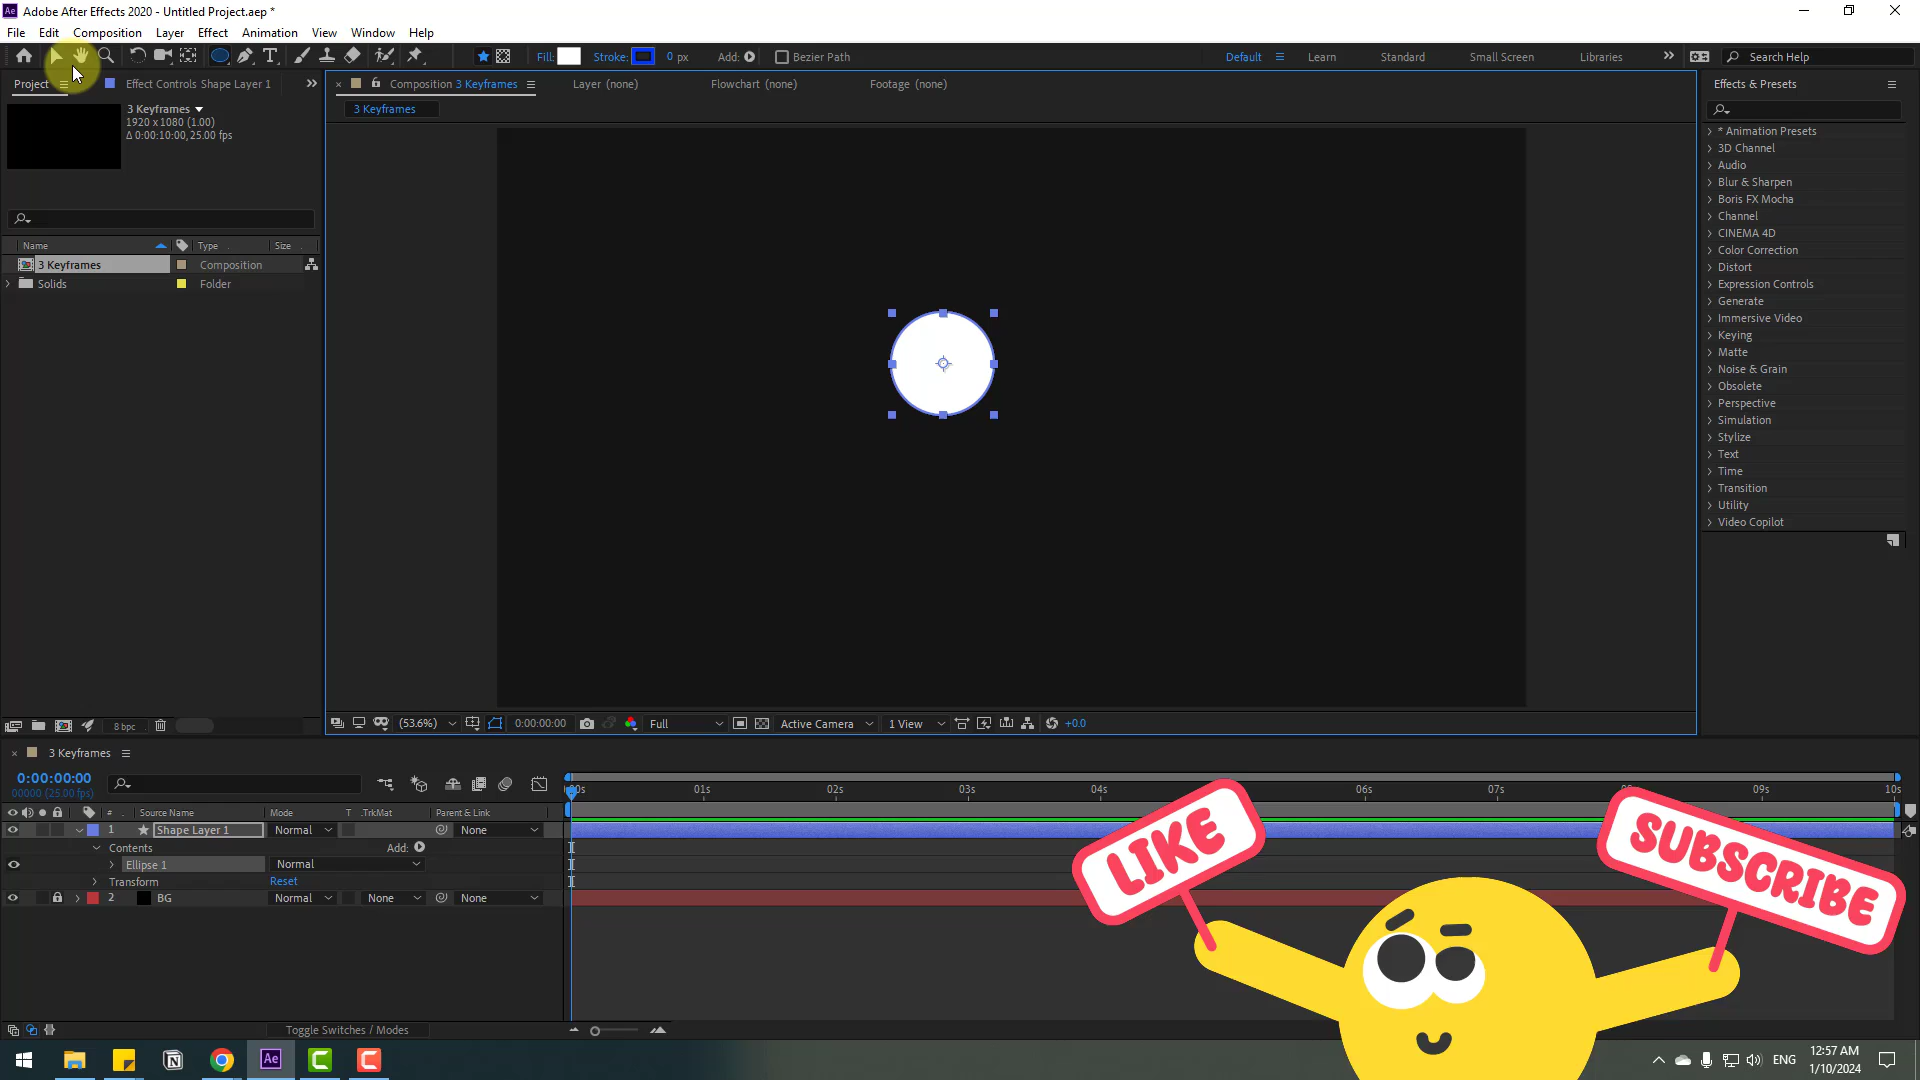 Adobe After Effects 2020 - Untitled Project.aep *
File Edit Composition Layer Effect Animation View Window Help
Fill: Stroke: 0 px Add: Bezier Path Default Learn Standard Small Screen Libraries Search Help
Project Effect Controls Shape Layer 1
Composition 3 Keyframes Layer (none) Flowchart (none) Footage (none)
Effects & Presets
3 Keyframes
1920 x 1080 (1.00)
Δ 0:00:10:00, 25.00 fps
3 Keyframes
Name Type Size
3 Keyframes Composition
Solids Folder
* Animation Presets
3D Channel
Audio
Blur & Sharpen
Boris FX Mocha
Channel
CINEMA 4D
Color Correction
Distort
Expression Controls
Generate
Immersive Video
Keying
Matte
Noise & Grain
Obsolete
Perspective
Simulation
Stylize
Text
Time
Transition
Utility
Video Copilot
8 bpc
(53.6%) 0:00:00:00 Full Active Camera 1 View +0.0
3 Keyframes
0:00:00:00
00000 (25.00 fps)
:00s 01s 02s 03s 04s 06s 07s 09s 10s
# Source Name Mode T .TrkMat Parent & Link
1 Shape Layer 1 Normal None
Contents Add:
Ellipse 1 Normal
Transform Reset
2 BG Normal None None
Toggle Switches / Modes
LIKE
SUBSCRIBE
Ae
ENG
12:57 AM
1/10/2024